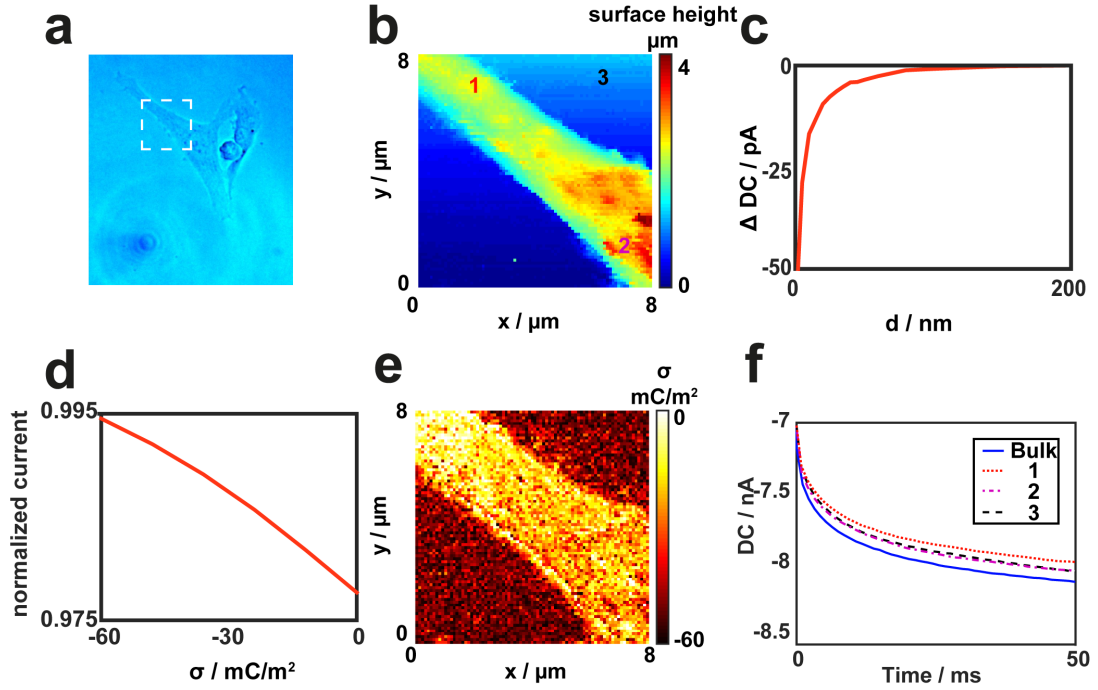 a
b
surface height
µm
8
y / µm
0
0
x / µm
8
1
2
3
4
0
c
0
-25
-50
Δ DC / pA
0
200
d / nm
d
0.995
normalized current
0.975
-60
-30
0
σ / mC/m²
e
σ
mC/m²
8
y / µm
0
0
x / µm
8
0
-60
f
-7
-7.5
-8
-8.5
DC / nA
Bulk
1
2
3
0
50
Time / ms